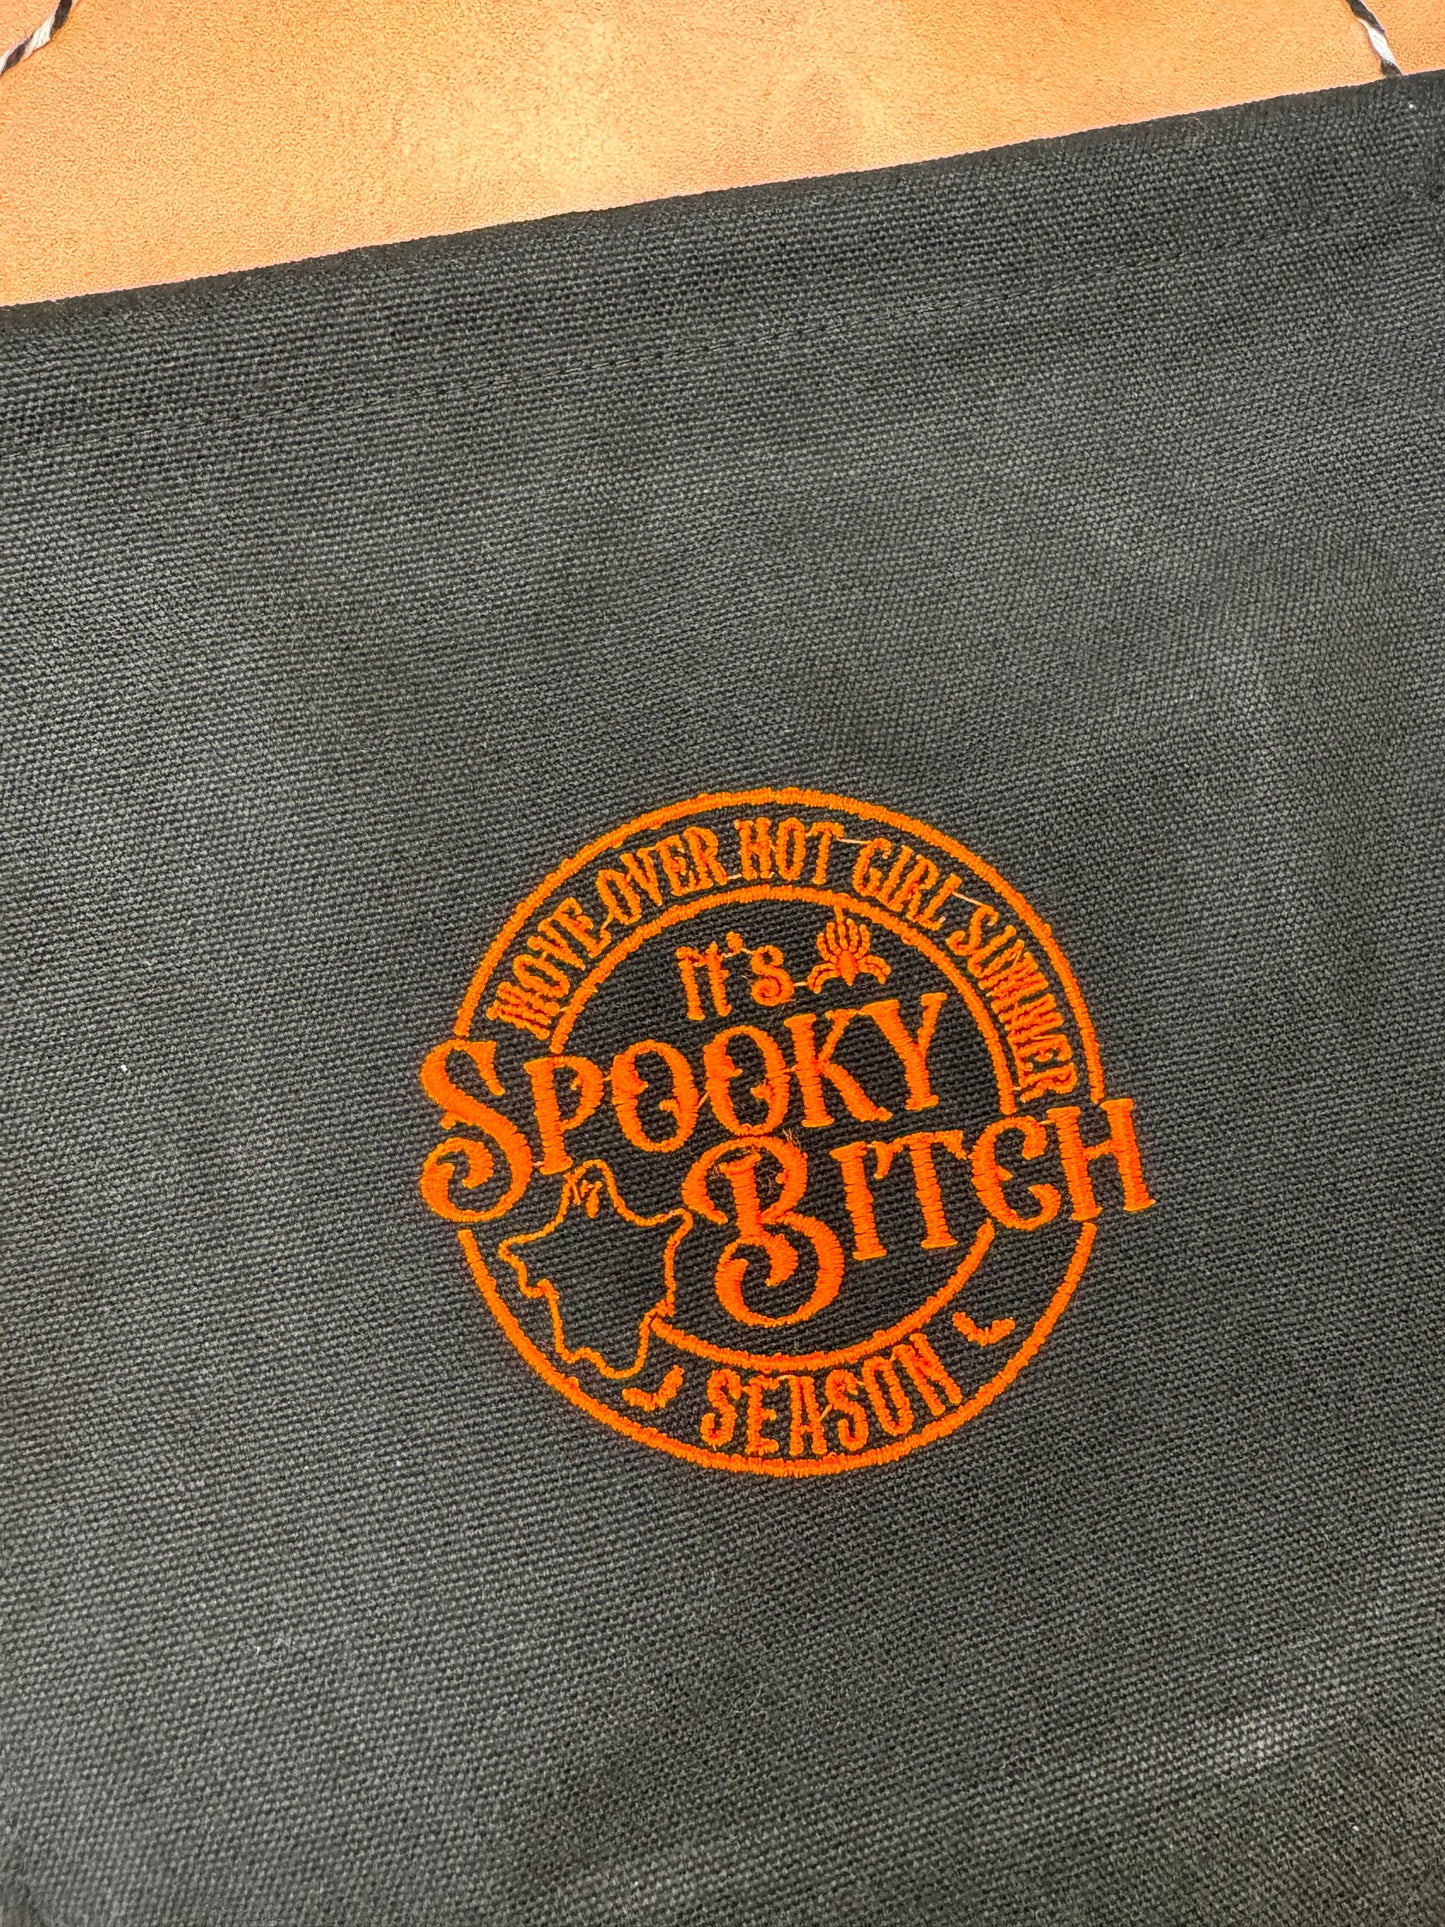 MOVE OVER HOT GIRL SUMMER
It's
SPOOKY
BITCH
SEASON